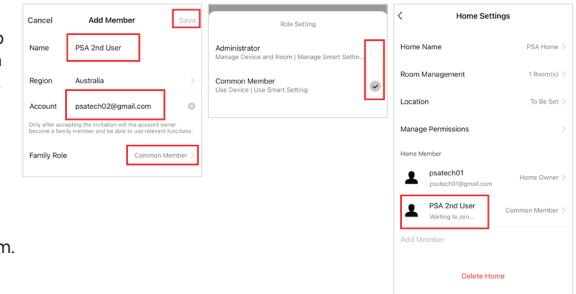 Cancel Add Member Save
Name PSA 2nd User
Region Australia
Account psatech02@gmail.com
Only after accepting the invitation will the account owner
become a family member and be able to use relevant functions.
Family Role Common Member
m.
Role Setting
Administrator
Manage Device and Room | Manage Smart Settin...
Common Member
Use Device | Use Smart Setting
Home Settings
Home Name PSA Home
Room Management 1 Room(s)
Location To Be Set
Manage Permissions
Home Member
psatech01 Home Owner
psatech01@gmail.com
PSA 2nd User Common Member
Waiting to join...
Add Member
Delete Home